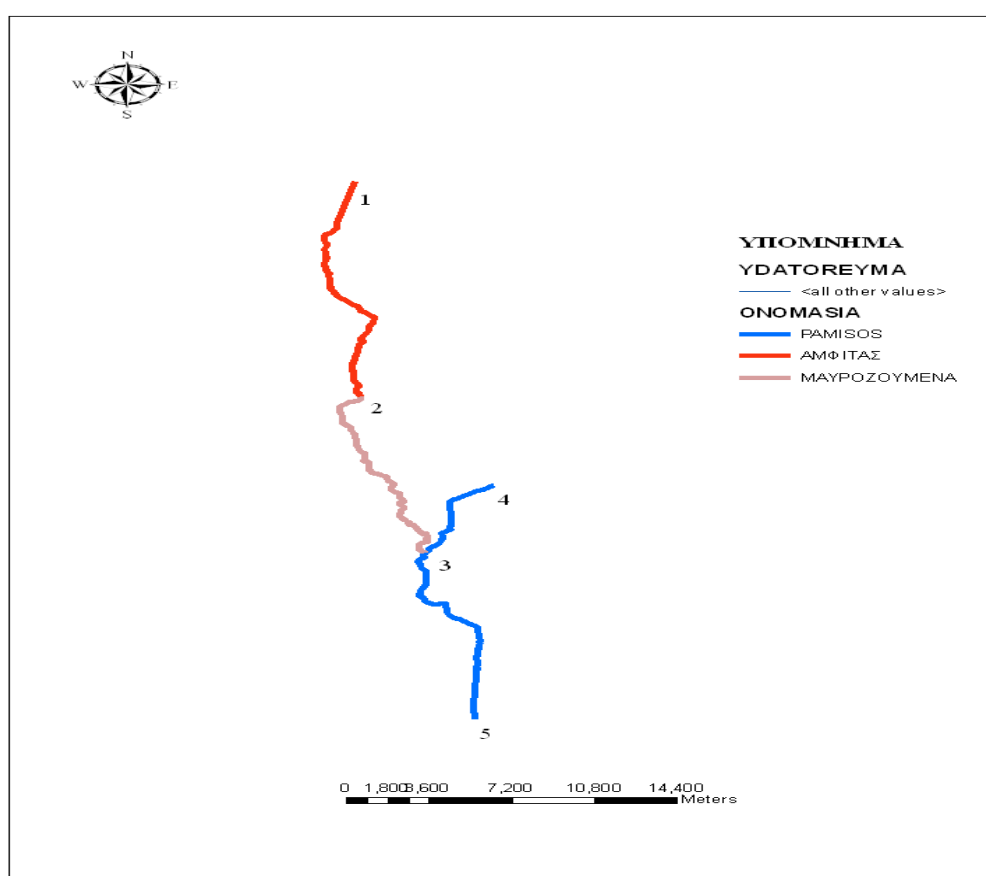 N
W E
S
1
ΥΠΟΜΝΗΜΑ
YDATOREYMA
<all other values>
ONOMASIA
PAMISOS
ΑΜΦΙΤΑΣ
ΜΑΥΡΟΖΟΥΜΕΝΑ
2
4
3
5
0 1,800 3,600 7,200 10,800 14,400
Meters